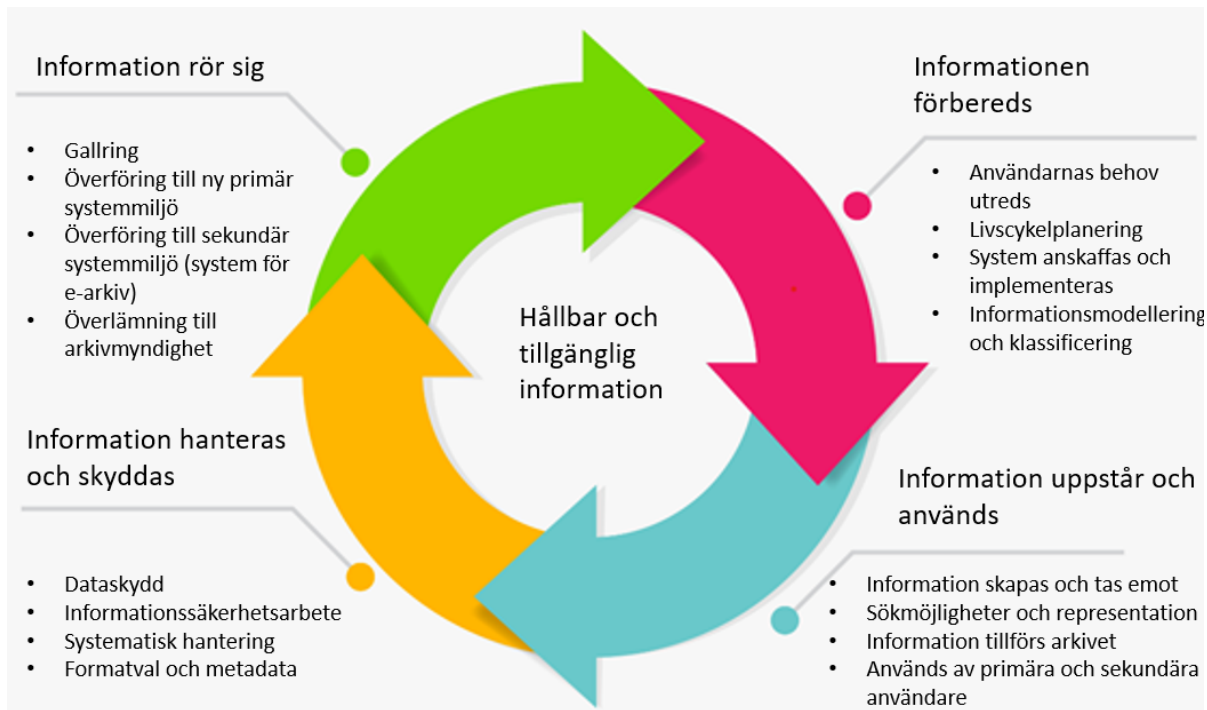 Information rör sig
• Gallring
• Överföring till ny primär
systemmiljö
• Överföring till sekundär
systemmiljö (system för
e-arkiv)
• Överlämning till
arkivmyndighet
Informationen
förbereds
• Användarnas behov
utreds
• Livscykelplanering
• System anskaffas och
implementeras
• Informationsmodellering
och klassificering
Hållbar och
tillgänglig
information
Information hanteras
och skyddas
• Dataskydd
• Informationssäkerhetsarbete
• Systematisk hantering
• Formatval och metadata
Information uppstår och
används
• Information skapas och tas emot
• Sökmöjligheter och representation
• Information tillförs arkivet
• Används av primära och sekundära
användare